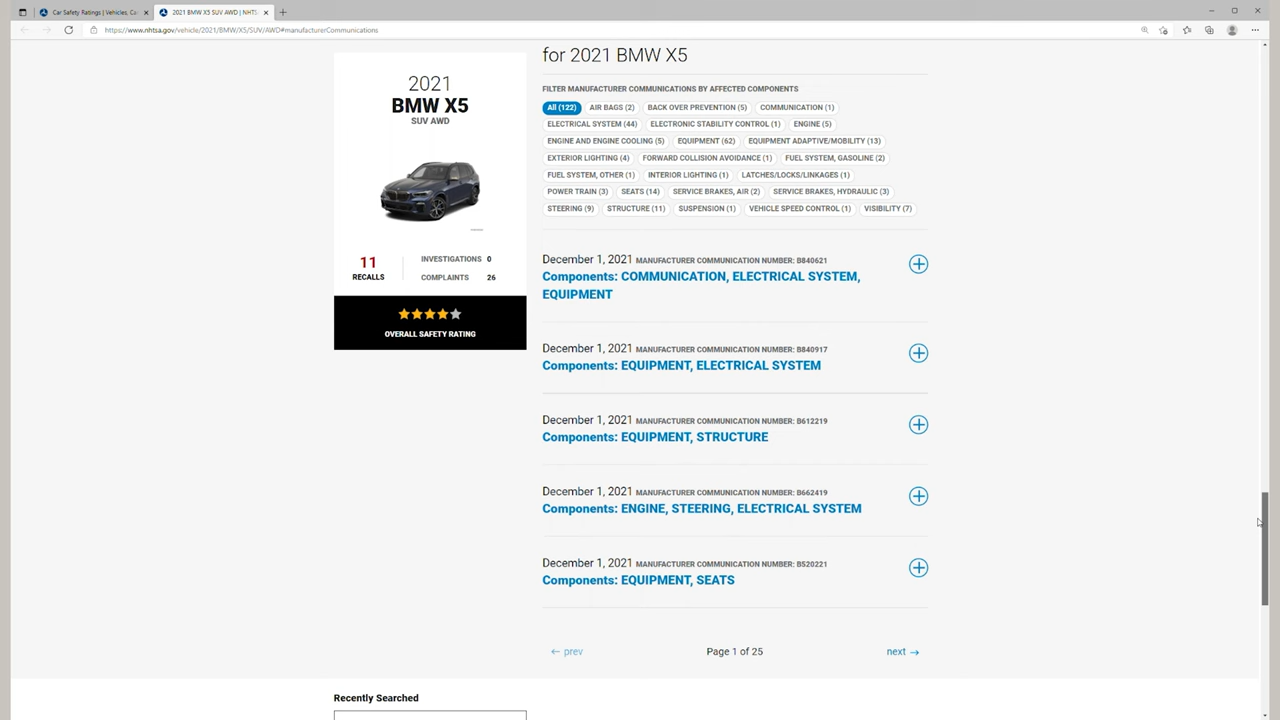 Car Safety Ratings | Vehicles, Ca
2021 BMW X5 SUV AWD | NHTS
https://www.nhtsa.gov/vehicle/2021/BMW/X5/SUV/AWD#manufacturerCommunications
2021
BMW X5
SUV AWD
11
RECALLS
INVESTIGATIONS 0
COMPLAINTS 26
OVERALL SAFETY RATING
for 2021 BMW X5
FILTER MANUFACTURER COMMUNICATIONS BY AFFECTED COMPONENTS
All (122) AIR BAGS (2) BACK OVER PREVENTION (5) COMMUNICATION (1)
ELECTRICAL SYSTEM (44) ELECTRONIC STABILITY CONTROL (1) ENGINE (5)
ENGINE AND ENGINE COOLING (5) EQUIPMENT (62) EQUIPMENT ADAPTIVE/MOBILITY (13)
EXTERIOR LIGHTING (4) FORWARD COLLISION AVOIDANCE (1) FUEL SYSTEM, GASOLINE (2)
FUEL SYSTEM, OTHER (1) INTERIOR LIGHTING (1) LATCHES/LOCKS/LINKAGES (1)
POWER TRAIN (3) SEATS (14) SERVICE BRAKES, AIR (2) SERVICE BRAKES, HYDRAULIC (3)
STEERING (9) STRUCTURE (11) SUSPENSION (1) VEHICLE SPEED CONTROL (1) VISIBILITY (7)
December 1, 2021 MANUFACTURER COMMUNICATION NUMBER: B840621
Components: COMMUNICATION, ELECTRICAL SYSTEM,
EQUIPMENT
December 1, 2021 MANUFACTURER COMMUNICATION NUMBER: B840917
Components: EQUIPMENT, ELECTRICAL SYSTEM
December 1, 2021 MANUFACTURER COMMUNICATION NUMBER: B612219
Components: EQUIPMENT, STRUCTURE
December 1, 2021 MANUFACTURER COMMUNICATION NUMBER: B662419
Components: ENGINE, STEERING, ELECTRICAL SYSTEM
December 1, 2021 MANUFACTURER COMMUNICATION NUMBER: B520221
Components: EQUIPMENT, SEATS
← prev Page 1 of 25 next →
Recently Searched